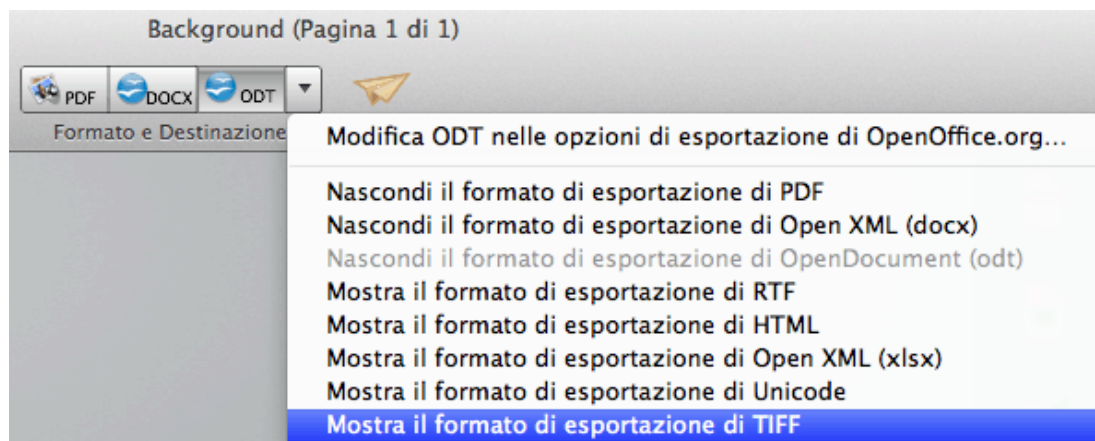 Background (Pagina 1 di 1)
PDF DOCX ODT
Formato e Destinazione
Modifica ODT nelle opzioni di esportazione di OpenOffice.org...
Nascondi il formato di esportazione di PDF
Nascondi il formato di esportazione di Open XML (docx)
Nascondi il formato di esportazione di OpenDocument (odt)
Mostra il formato di esportazione di RTF
Mostra il formato di esportazione di HTML
Mostra il formato di esportazione di Open XML (xlsx)
Mostra il formato di esportazione di Unicode
Mostra il formato di esportazione di TIFF